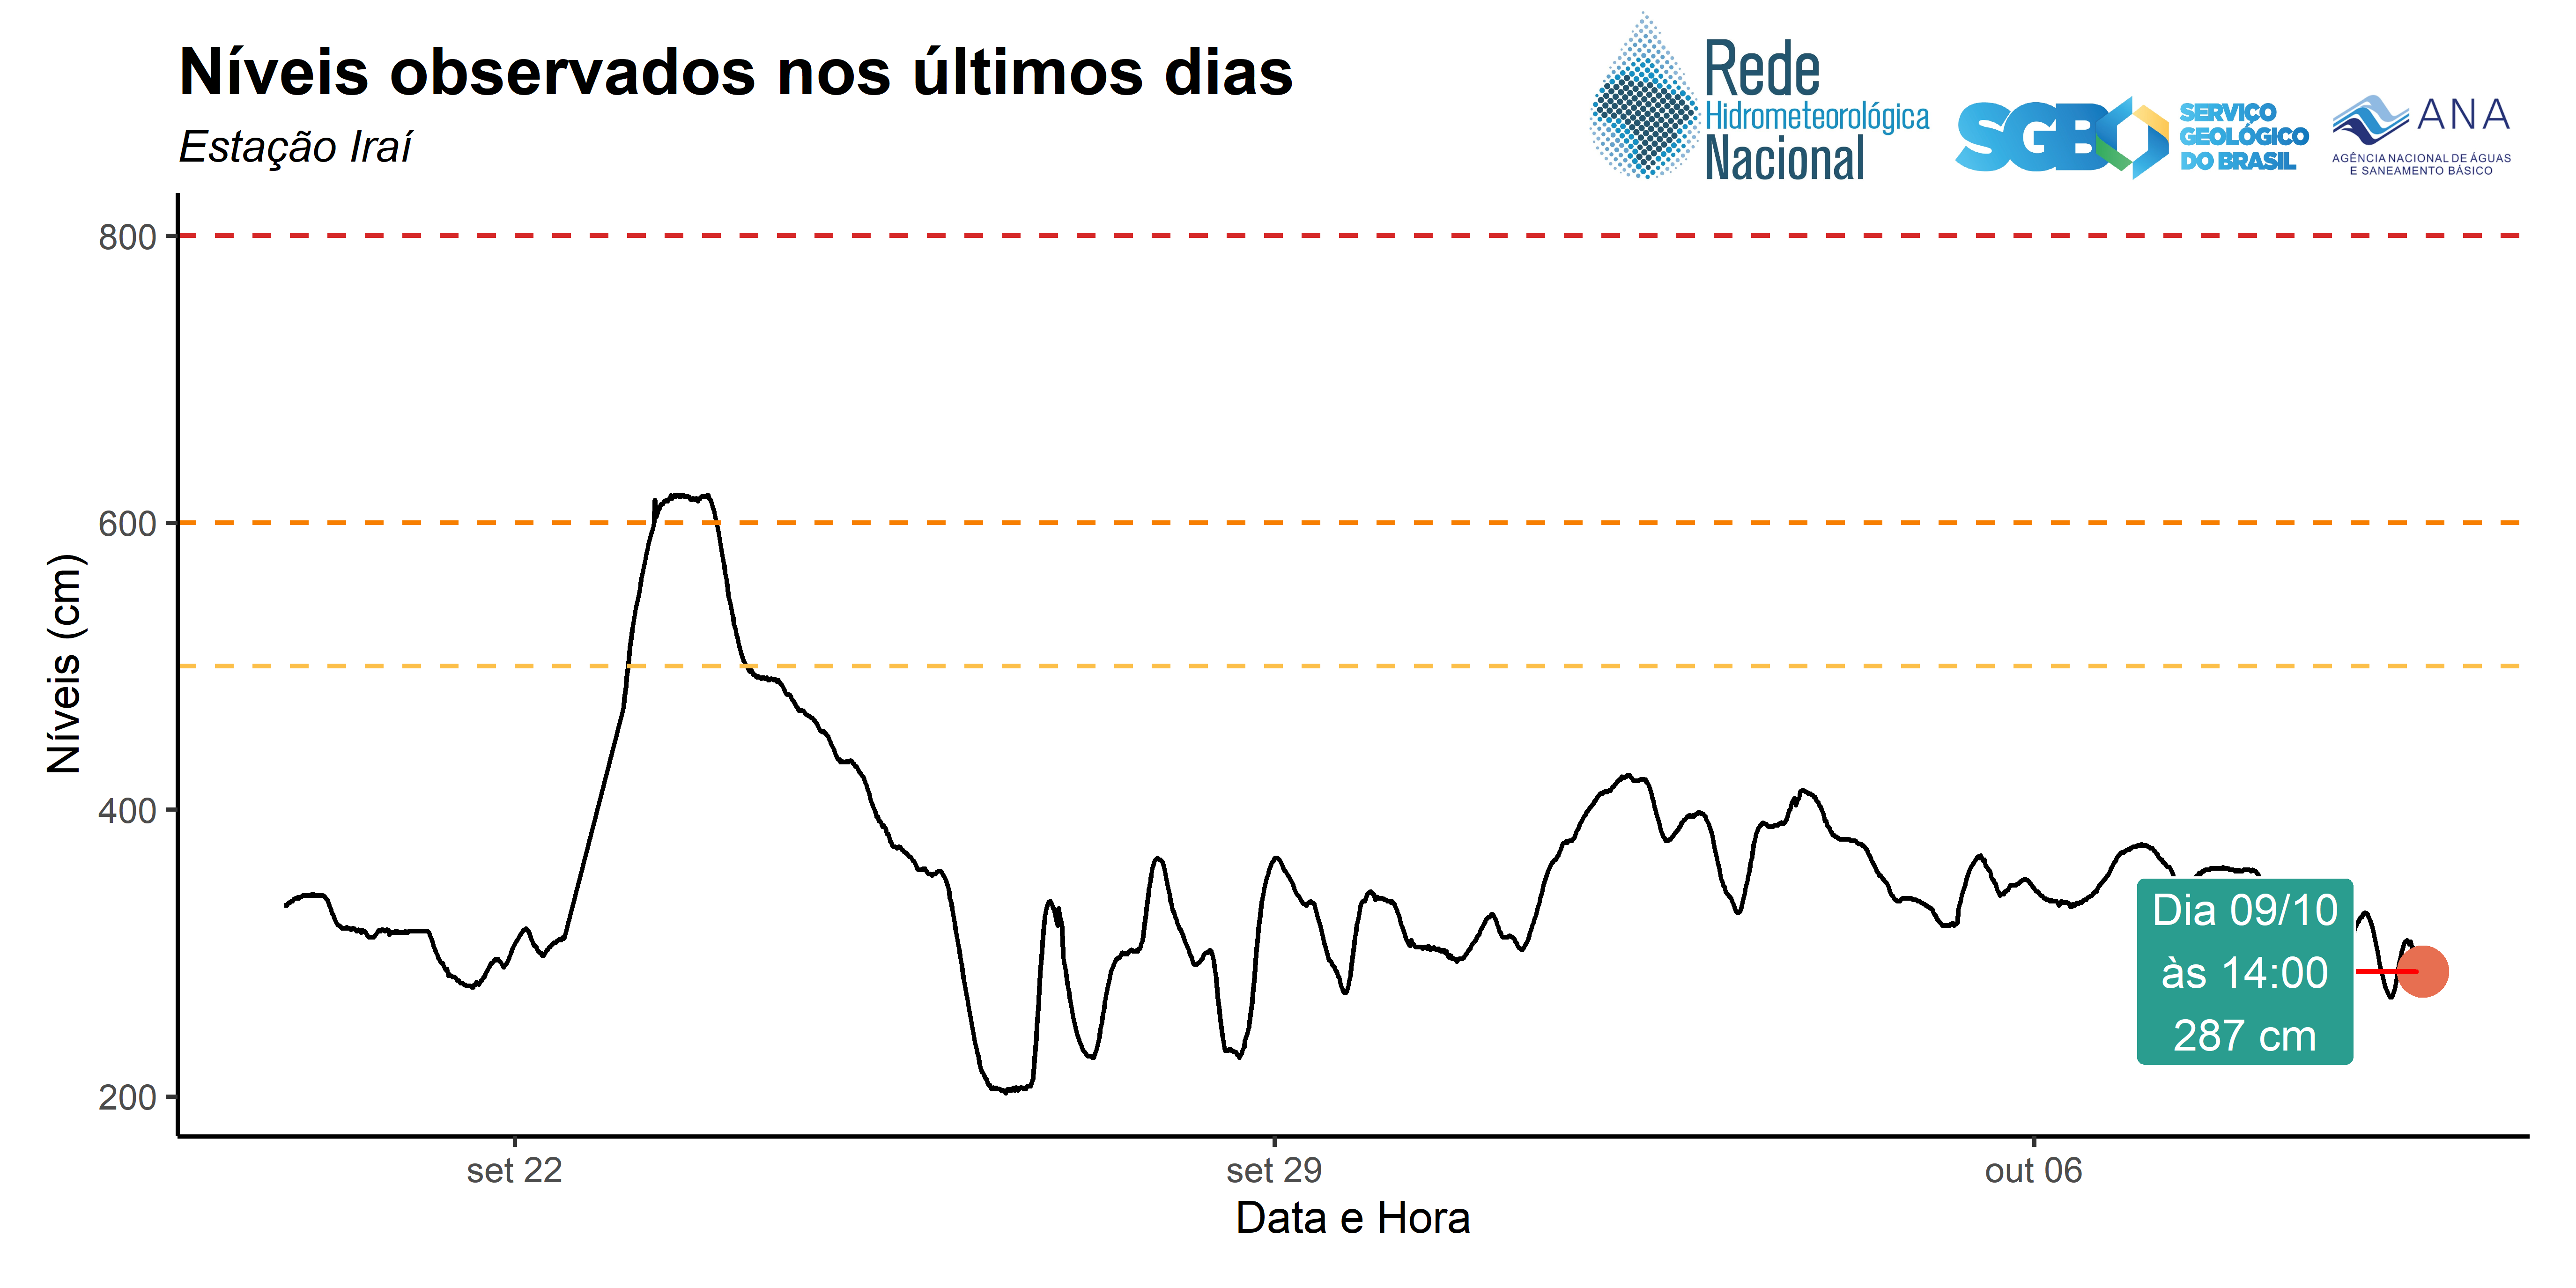 Níveis observados nos últimos dias
Estação Iraí
Rede
Hidrometeorológica
Nacional
SGB
SERVIÇO
GEOLÓGICO
DO BRASIL
ANA
AGÊNCIA NACIONAL DE ÁGUAS
E SANEAMENTO BÁSICO
800
600
400
200
Níveis (cm)
Dia 09/10
às 14:00
287 cm
set 22
set 29
out 06
Data e Hora